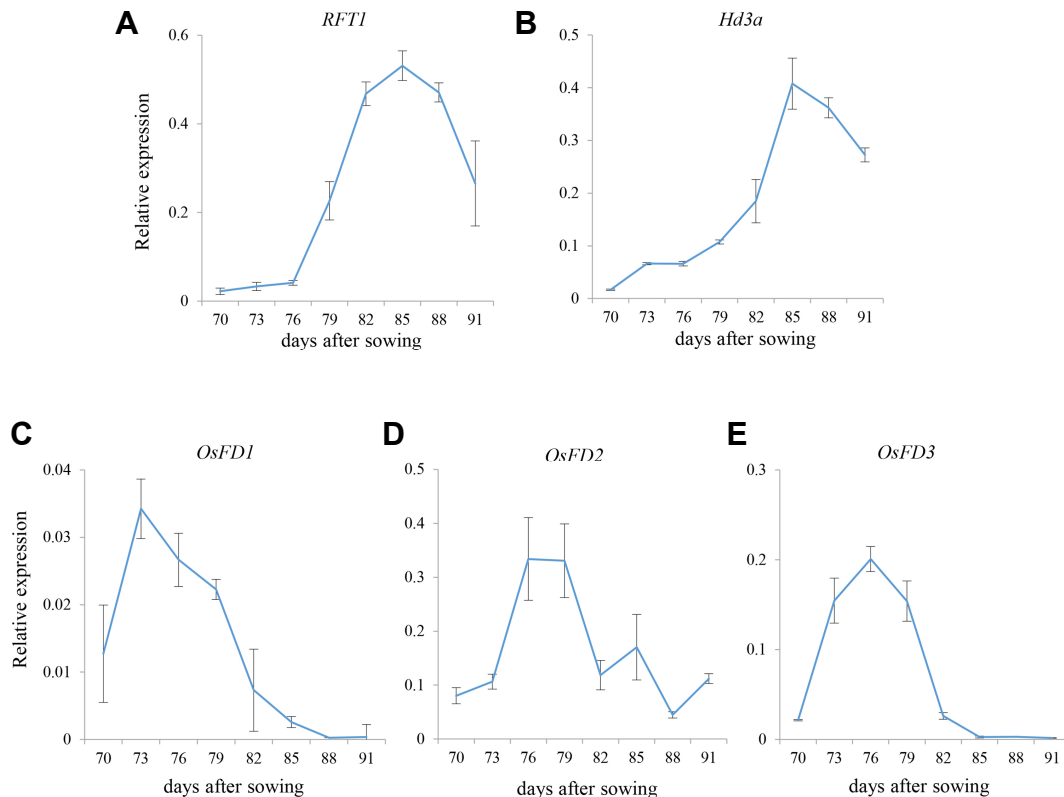 A
RFT1
B
Hd3a
Relative expression
0.6
0.4
0.2
0
0.5
0.4
0.3
0.2
0.1
0
70 73 76 79 82 85 88 91
days after sowing
70 73 76 79 82 85 88 91
days after sowing
C
OsFD1
D
OsFD2
E
OsFD3
Relative expression
0.04
0.03
0.02
0.01
0
0.5
0.4
0.3
0.2
0.1
0
0.3
0.2
0.1
0
70 73 76 79 82 85 88 91
days after sowing
70 73 76 79 82 85 88 91
days after sowing
70 73 76 79 82 85 88 91
days after sowing